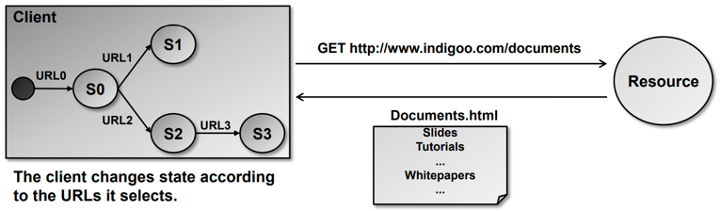 Client
URL0
S0
URL1
S1
URL2
S2
URL3
S3
The client changes state according
to the URLs it selects.
GET http://www.indigoo.com/documents
Resource
Documents.html
Slides
Tutorials
...
Whitepapers
...